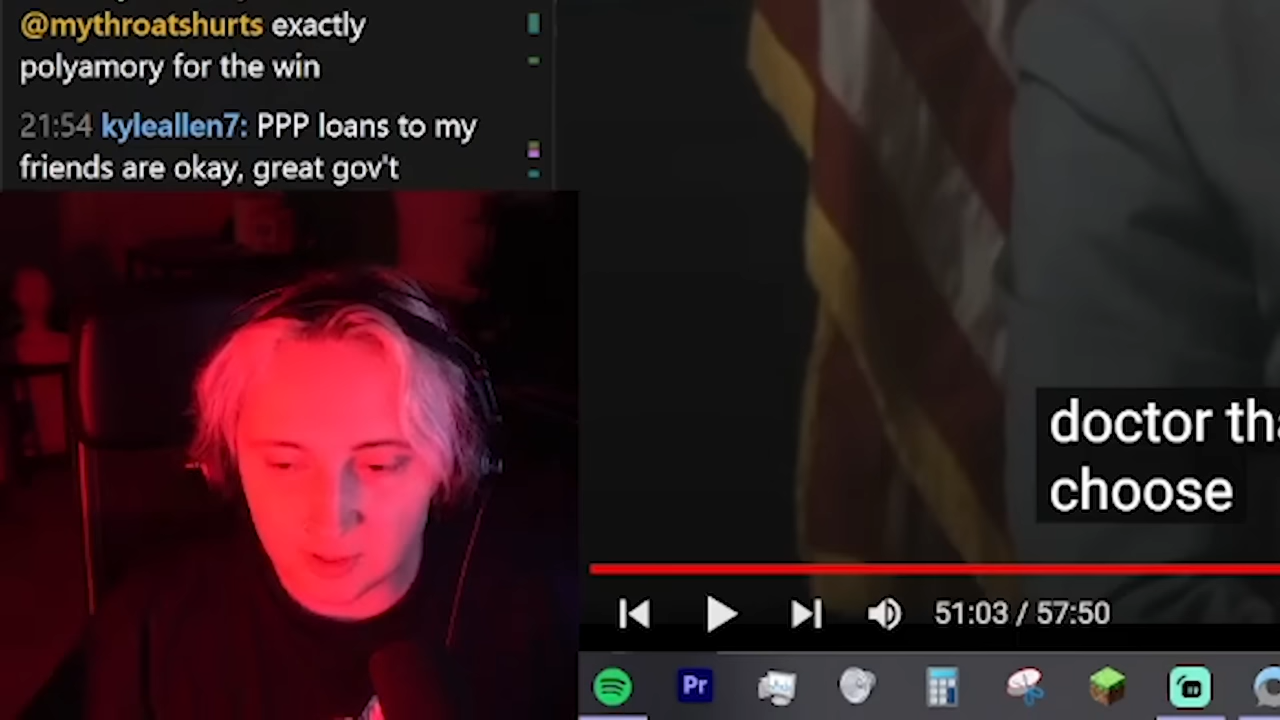 @mythroatshurts exactly
polyamory for the win
21:54 kyleallen7: PPP loans to my
friends are okay, great gov't
doctor tha
choose
51:03 / 57:50
Pr